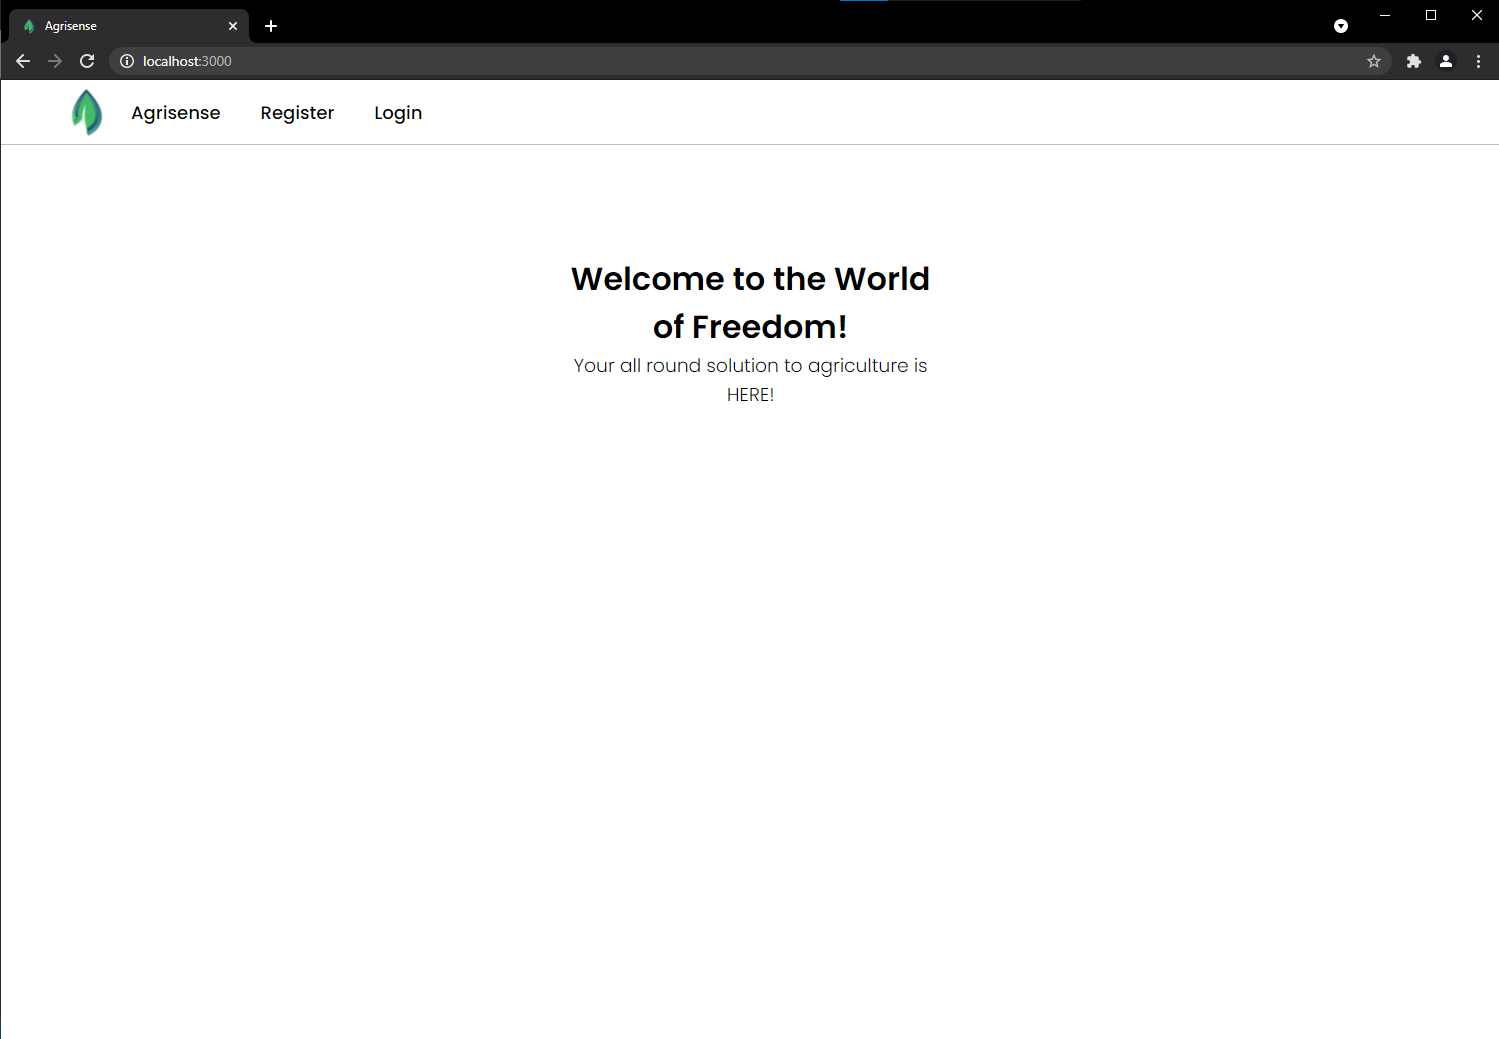 Agrisense
localhost:3000
Agrisense Register Login
Welcome to the World
of Freedom!
Your all round solution to agriculture is
HERE!